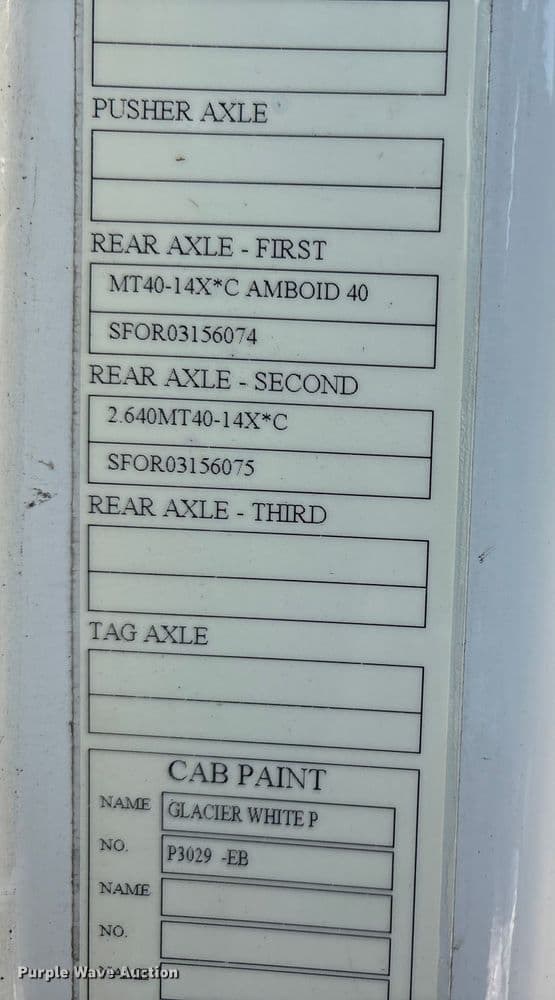 PUSHER AXLE
REAR AXLE - FIRST
MT40-14X*C AMBOID 40
SFOR03156074
REAR AXLE - SECOND
2.640MT40-14X*C
SFOR03156075
REAR AXLE - THIRD
TAG AXLE
CAB PAINT
NAME GLACIER WHITE P
NO. P3029 -EB
NAME
NO.
NAME
Purple Wave Auction